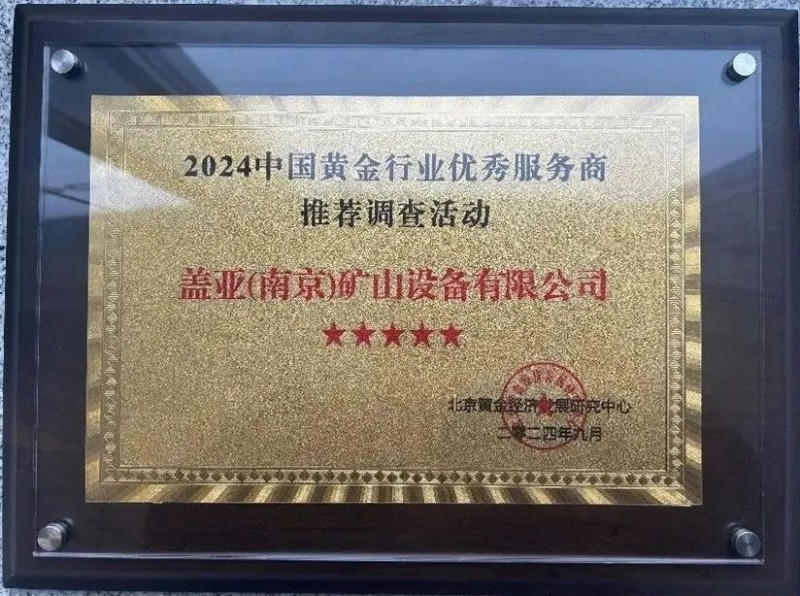 2024中国黄金行业优秀服务商
推荐调查活动
盖亚(南京)矿山设备有限公司
★★★★★
北京黄金经济发展研究中心
二零二四年九月